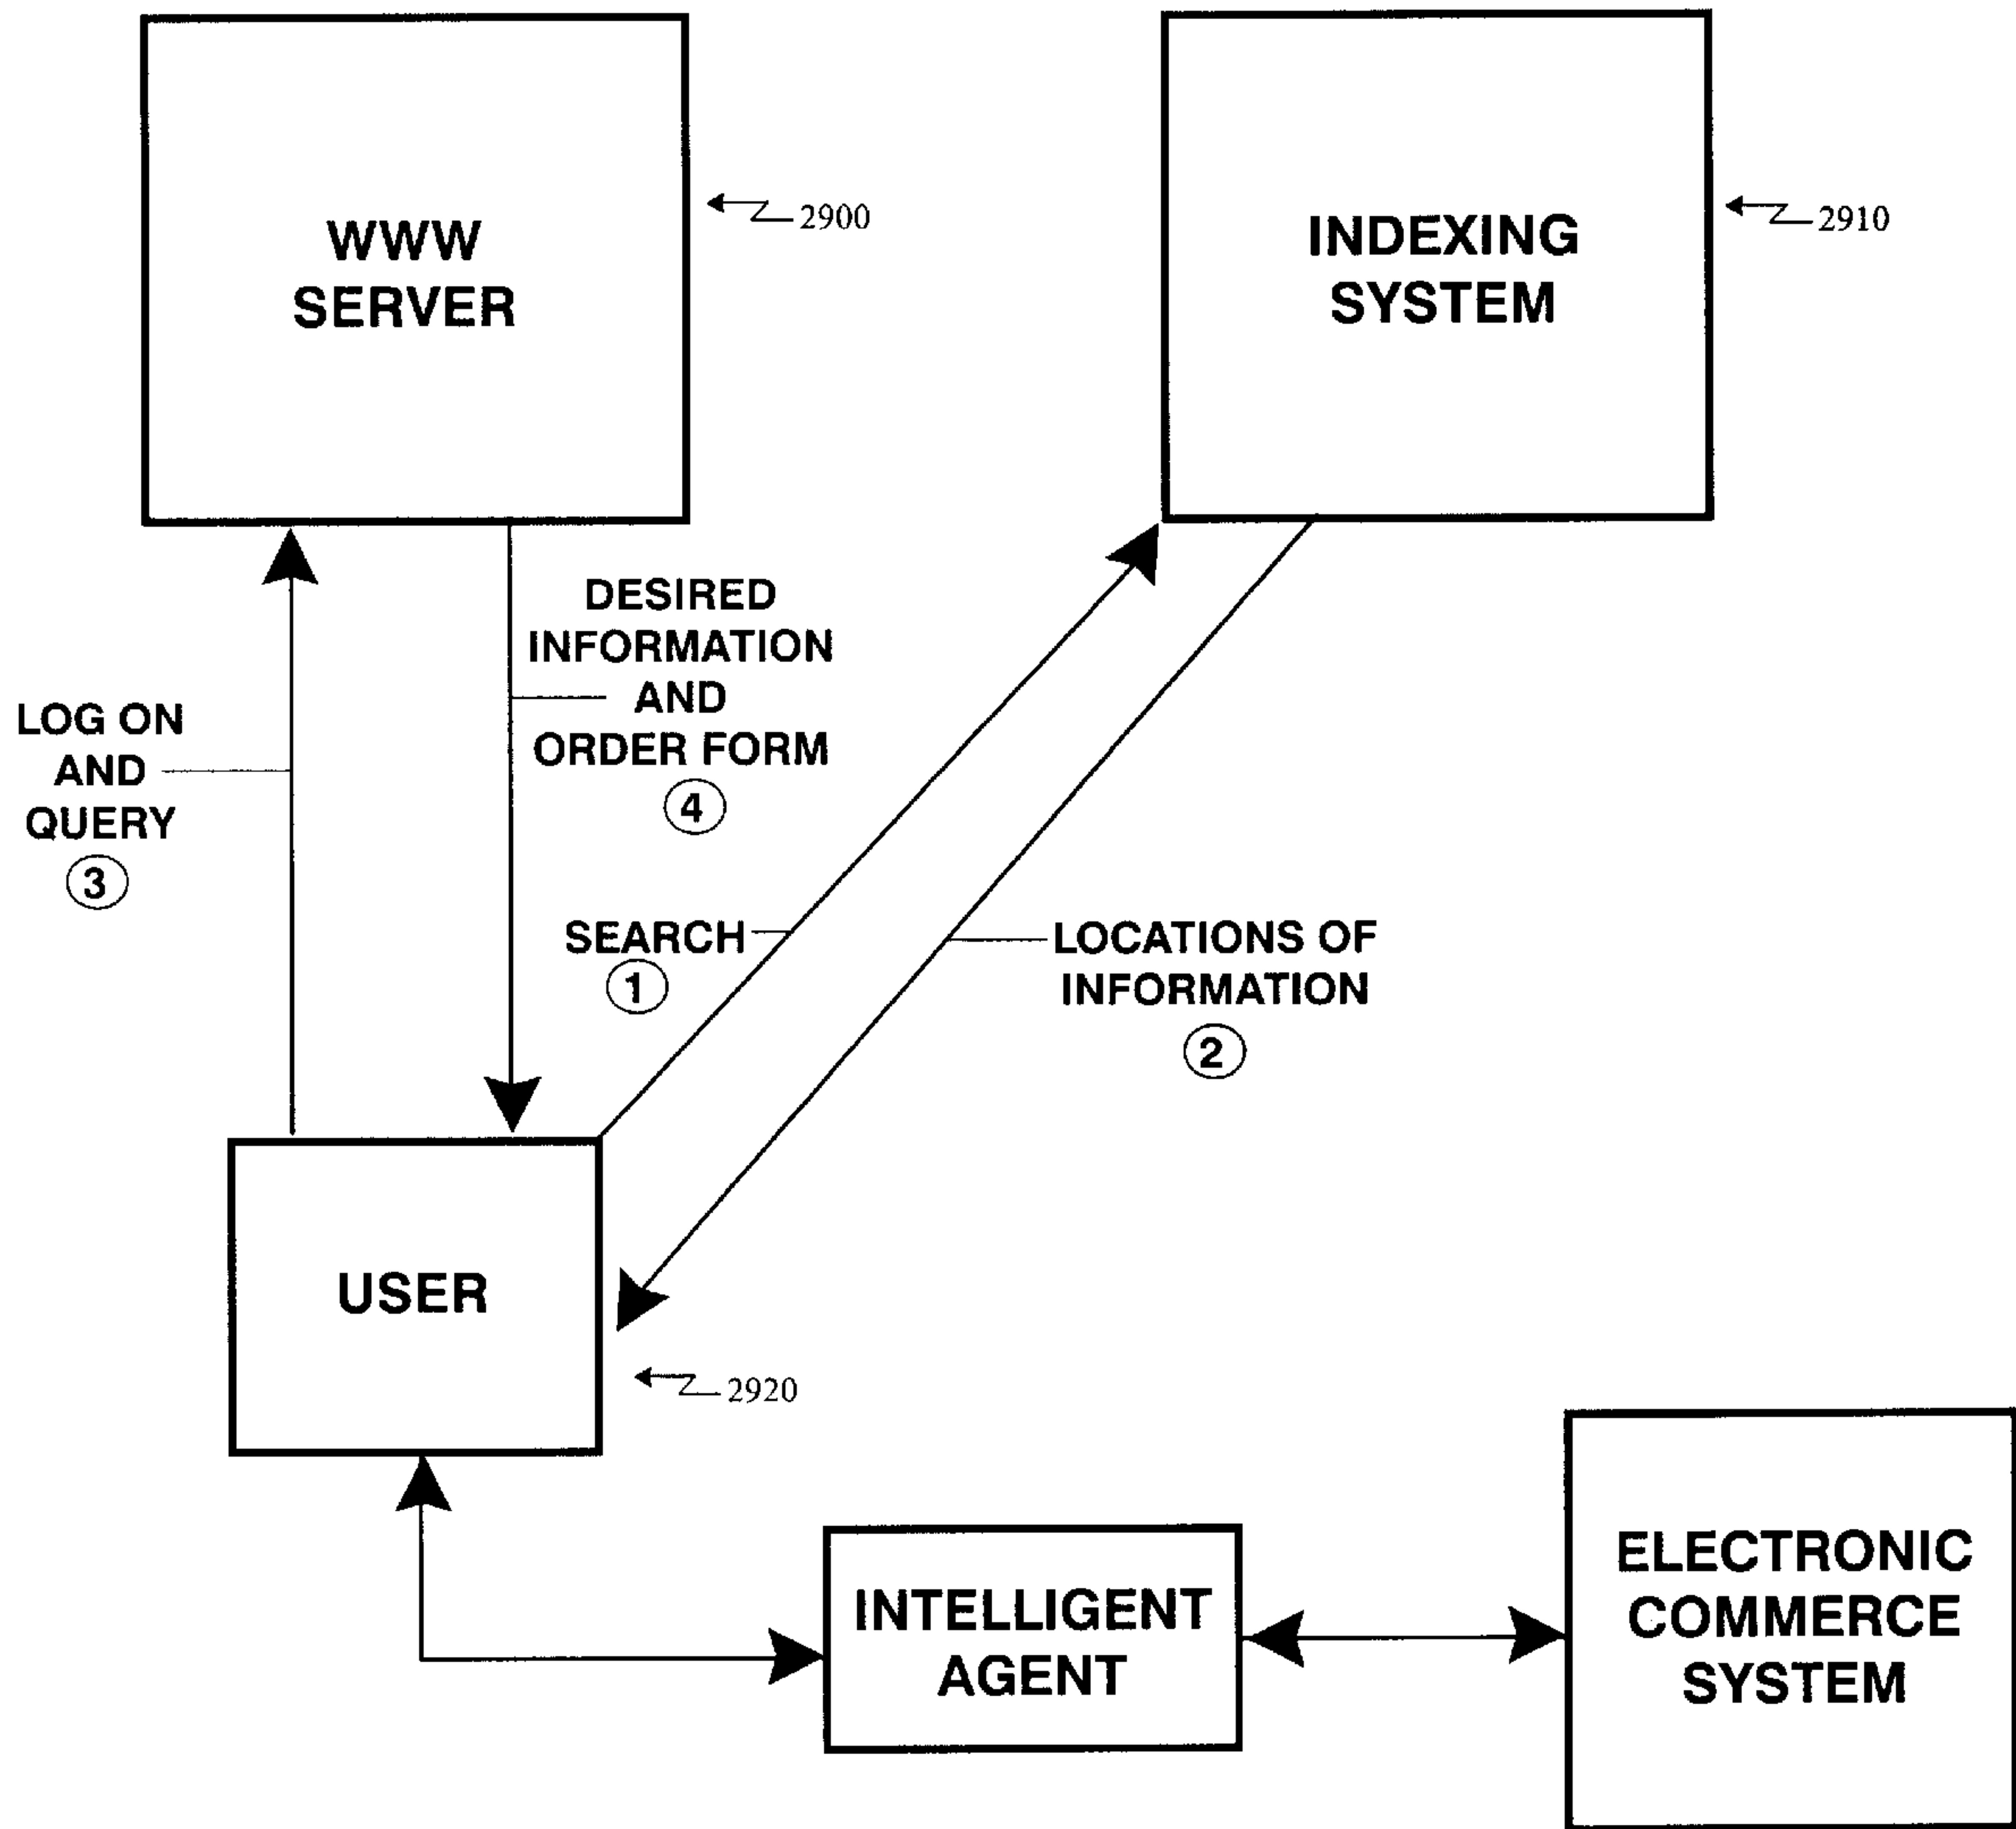 WWW
SERVER
2900
INDEXING
SYSTEM
2910
DESIRED
INFORMATION
AND
ORDER FORM
4
LOG ON
AND
QUERY
3
SEARCH
1
LOCATIONS OF
INFORMATION
2
USER
2920
INTELLIGENT
AGENT
ELECTRONIC
COMMERCE
SYSTEM